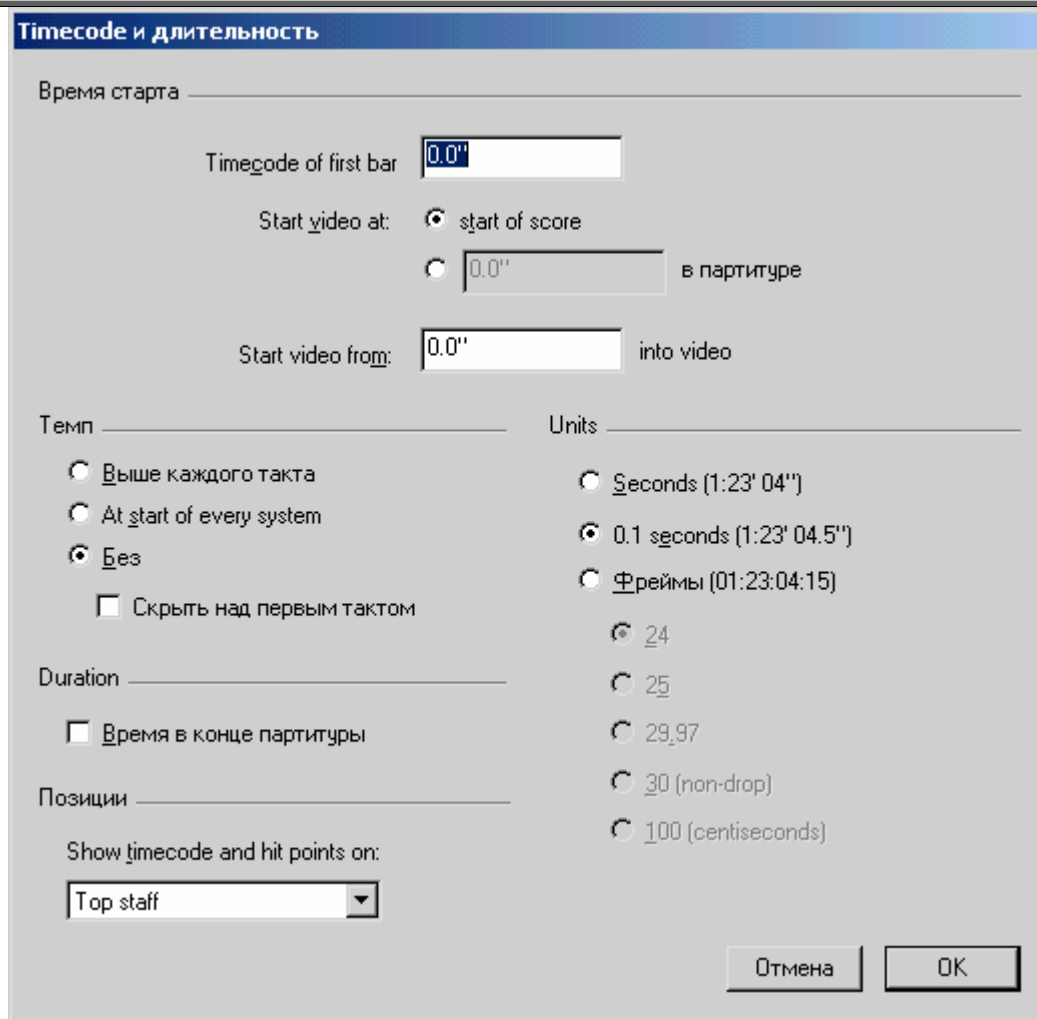 Timecode и длительность
Время старта
Timecode of first bar 0.0"
Start video at: start of score
0.0" в партитуре
Start video from: 0.0" into video
Темп
Выше каждого такта
At start of every system
Без
Скрыть над первым тактом
Duration
Время в конце партитуры
Позиции
Show timecode and hit points on:
Top staff
Units
Seconds (1:23' 04")
0.1 seconds (1:23' 04.5")
Фреймы (01:23:04:15)
24
25
29,97
30 (non-drop)
100 (centiseconds)
Отмена OK